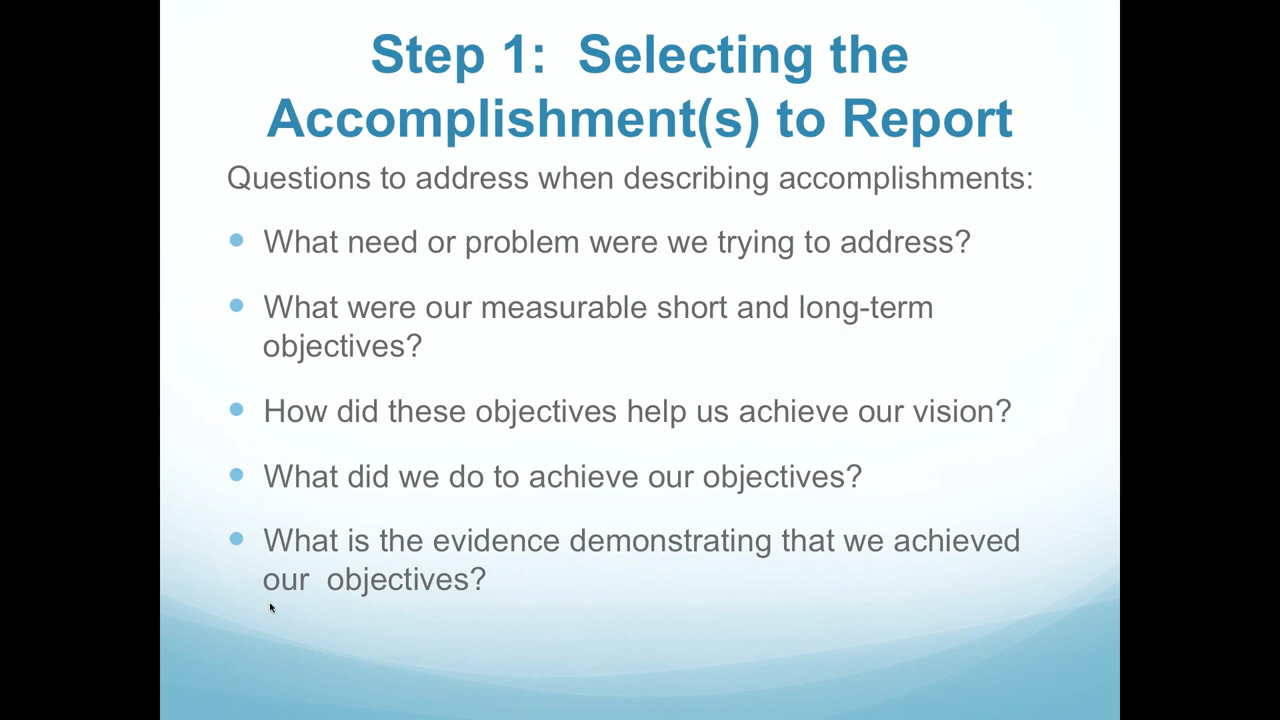 Step 1:  Selecting the
Accomplishment(s) to Report
Questions to address when describing accomplishments:
What need or problem were we trying to address?
What were our measurable short and long-term
objectives?
How did these objectives help us achieve our vision?
What did we do to achieve our objectives?
What is the evidence demonstrating that we achieved
our  objectives?